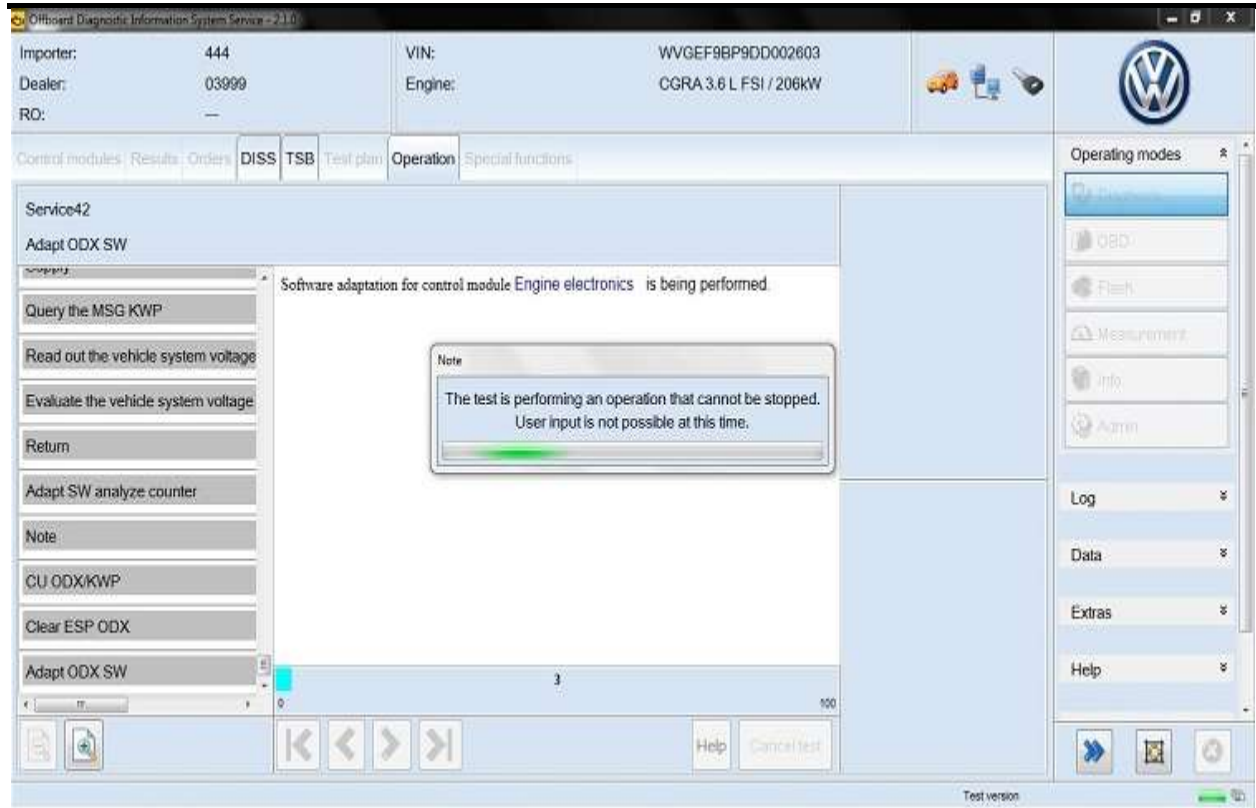 Offboard Diagnostic Information System Service - 2.1.0
Importer: 444 VIN: WVGEF9BP9DD002603
Dealer: 03999 Engine: CGRA 3.6 L FSI / 206kW
RO: ---
Control modules Results Orders DISS TSB Test plan Operation Special functions
Operating modes
Diagnosis
OBD
Flash
Measurement
Info
Admin
Log
Data
Extras
Help
Service42
Adapt ODX SW
Supply
Query the MSG KWP
Read out the vehicle system voltage
Evaluate the vehicle system voltage
Return
Adapt SW analyze counter
Note
CU ODX/KWP
Clear ESP ODX
Adapt ODX SW
Software adaptation for control module Engine electronics is being performed.
Note
The test is performing an operation that cannot be stopped.
User input is not possible at this time.
3
0 100
Help Cancel test
Test version